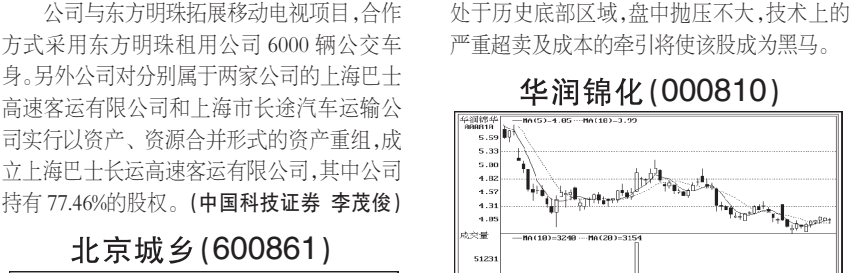 公司与东方明珠拓展移动电视项目,合作
方式采用东方明珠租用公司 6000 辆公交车
身。另外公司对分别属于两家公司的上海巴士
高速客运有限公司和上海市长途汽车运输公
司实行以资产、资源合并形式的资产重组,成
立上海巴士长运高速客运有限公司,其中公司
持有 77.46%的股权。(中国科技证券 李茂俊)
北京城乡(600861)
处于历史底部区域,盘中抛压不大,技术上的
严重超卖及成本的牵引将使该股成为黑马。
华润锦化(000810)
华润锦华 —MA(5)=4.05 ┄MA(10)=3.99
5.59
5.33
5.08
4.82
4.57
4.31
4.05
成交量 —MA(10)=3240 ┄MA(20)=3154
51231